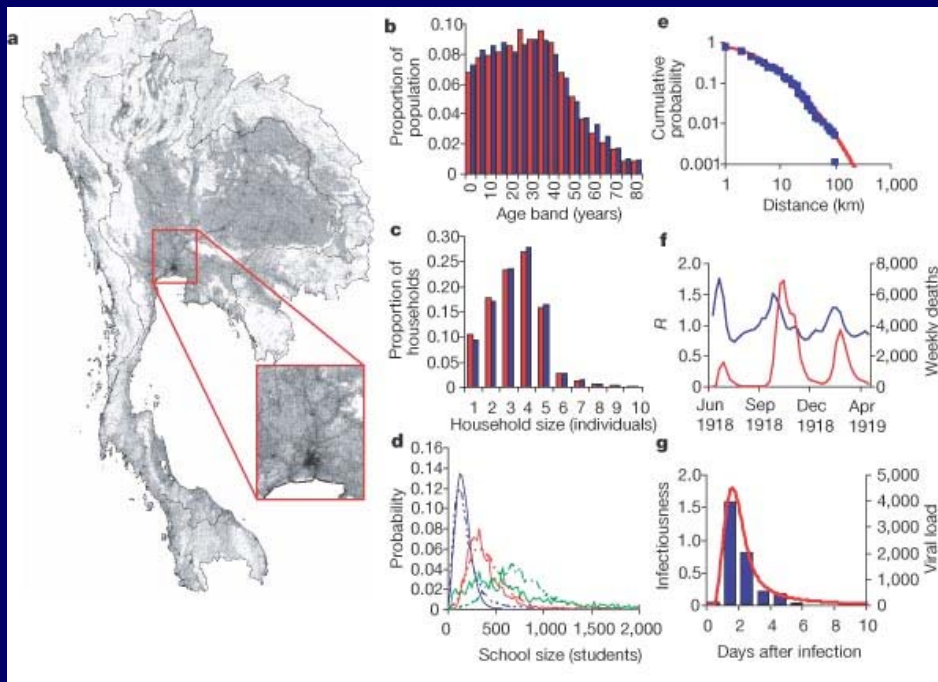 a
b
Proportion of
population
0.10
0.08
0.06
0.04
0.02
0
0 10 20 30 40 50 60 70 80
Age band (years)
c
Proportion of
households
0.30
0.25
0.20
0.15
0.10
0.05
0
1 2 3 4 5 6 7 8 9 10
Household size (individuals)
d
Probability
0.16
0.14
0.12
0.10
0.08
0.06
0.04
0.02
0
0 500 1,000 1,500 2,000
School size (students)
e
Cumulative
probability
1
0.1
0.01
0.001
1 10 100 1,000
Distance (km)
f
R
2.0
1.5
1.0
0.5
0
8,000
6,000
4,000
2,000
0
Weekly deaths
Jun Sep Dec Apr
1918 1918 1918 1919
g
Infectiousness
2.0
1.5
1.0
0.5
0
5,000
4,000
3,000
2,000
1,000
0
Viral load
0 2 4 6 8 10
Days after infection